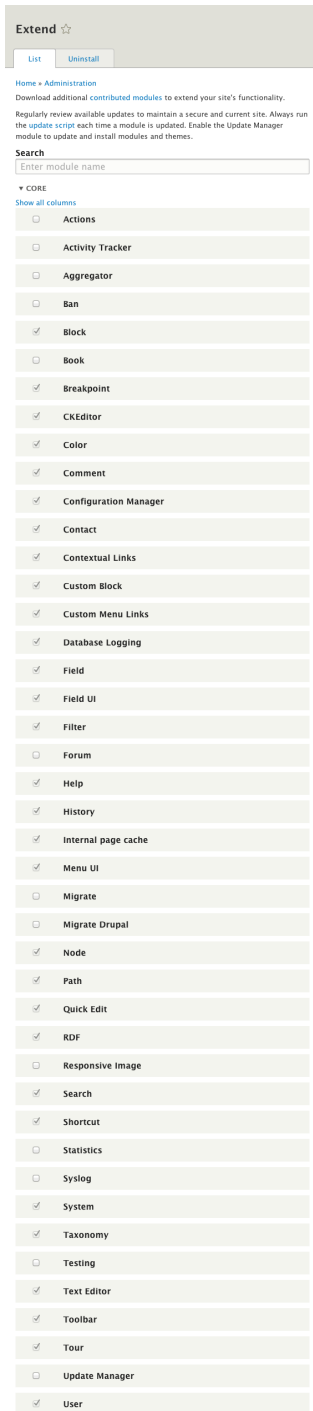 Extend
List
Uninstall
Home » Administration
Download additional contributed modules to extend your site's functionality.
Regularly review available updates to maintain a secure and current site. Always run
the update script each time a module is updated. Enable the Update Manager
module to update and install modules and themes.
Search
Enter module name
▼ CORE
Show all columns
Actions
Activity Tracker
Aggregator
Ban
Block
Book
Breakpoint
CKEditor
Color
Comment
Configuration Manager
Contact
Contextual Links
Custom Block
Custom Menu Links
Database Logging
Field
Field UI
Filter
Forum
Help
History
Internal page cache
Menu UI
Migrate
Migrate Drupal
Node
Path
Quick Edit
RDF
Responsive Image
Search
Shortcut
Statistics
Syslog
System
Taxonomy
Testing
Text Editor
Toolbar
Tour
Update Manager
User